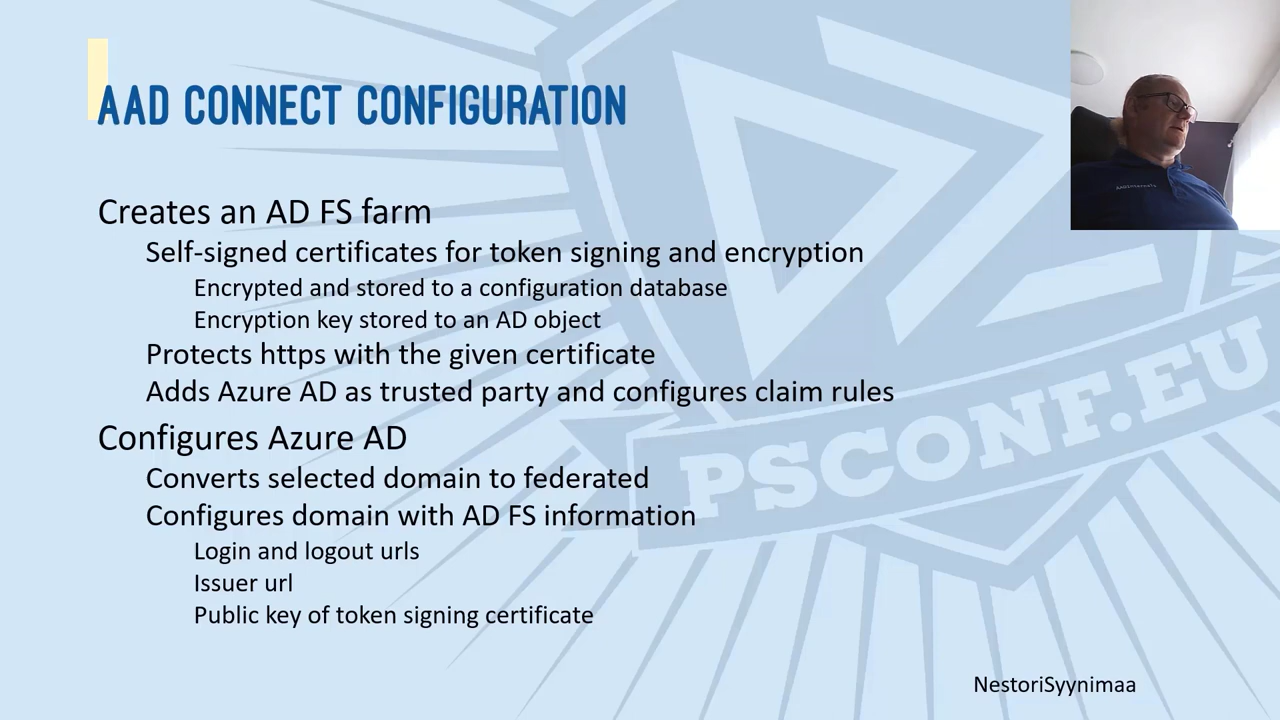 AAD CONNECT CONFIGURATION
Creates an AD FS farm
Self-signed certificates for token signing and encryption
Encrypted and stored to a configuration database
Encryption key stored to an AD object
Protects https with the given certificate
Adds Azure AD as trusted party and configures claim rules
Configures Azure AD
Converts selected domain to federated
Configures domain with AD FS information
Login and logout urls
Issuer url
Public key of token signing certificate
PSCONF.EU
NestoriSyynimaa